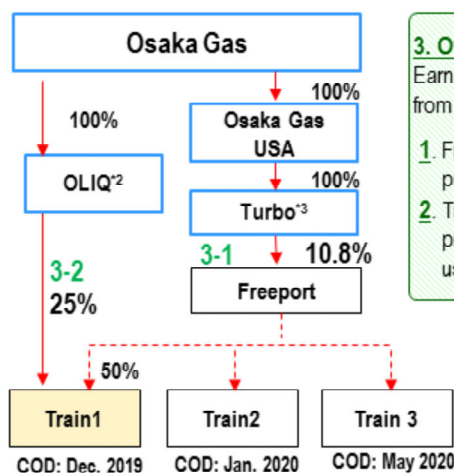 Osaka Gas
100%
100%
Osaka Gas
USA
OLIQ*2
100%
Turbo*3
3-1
10.8%
3-2
25%
Freeport
50%
Train1
Train2
Train 3
COD: Dec. 2019
COD: Jan. 2020
COD: May 2020
3. O
Earn
from
1. F
p
2. T
p
u